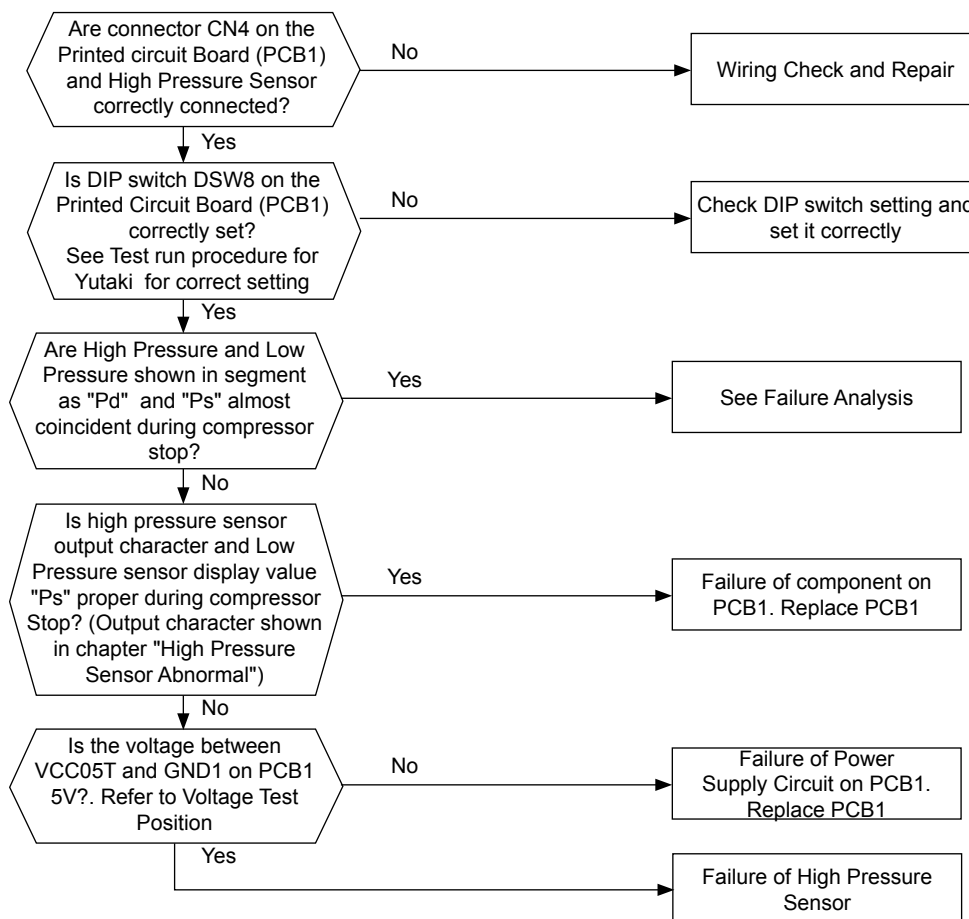 Are connector CN4 on the
Printed circuit Board (PCB1)
and High Pressure Sensor
correctly connected?
No
Wiring Check and Repair
Yes
Is DIP switch DSW8 on the
Printed Circuit Board (PCB1)
correctly set?
See Test run procedure for
Yutaki for correct setting
No
Check DIP switch setting and
set it correctly
Yes
Are High Pressure and Low
Pressure shown in segment
as "Pd" and "Ps" almost
coincident during compressor
stop?
Yes
See Failure Analysis
No
Is high pressure sensor
output character and Low
Pressure sensor display value
"Ps" proper during compressor
Stop? (Output character shown
in chapter "High Pressure
Sensor Abnormal")
Yes
Failure of component on
PCB1. Replace PCB1
No
Is the voltage between
VCC05T and GND1 on PCB1
5V?. Refer to Voltage Test
Position
No
Failure of Power
Supply Circuit on PCB1.
Replace PCB1
Yes
Failure of High Pressure
Sensor